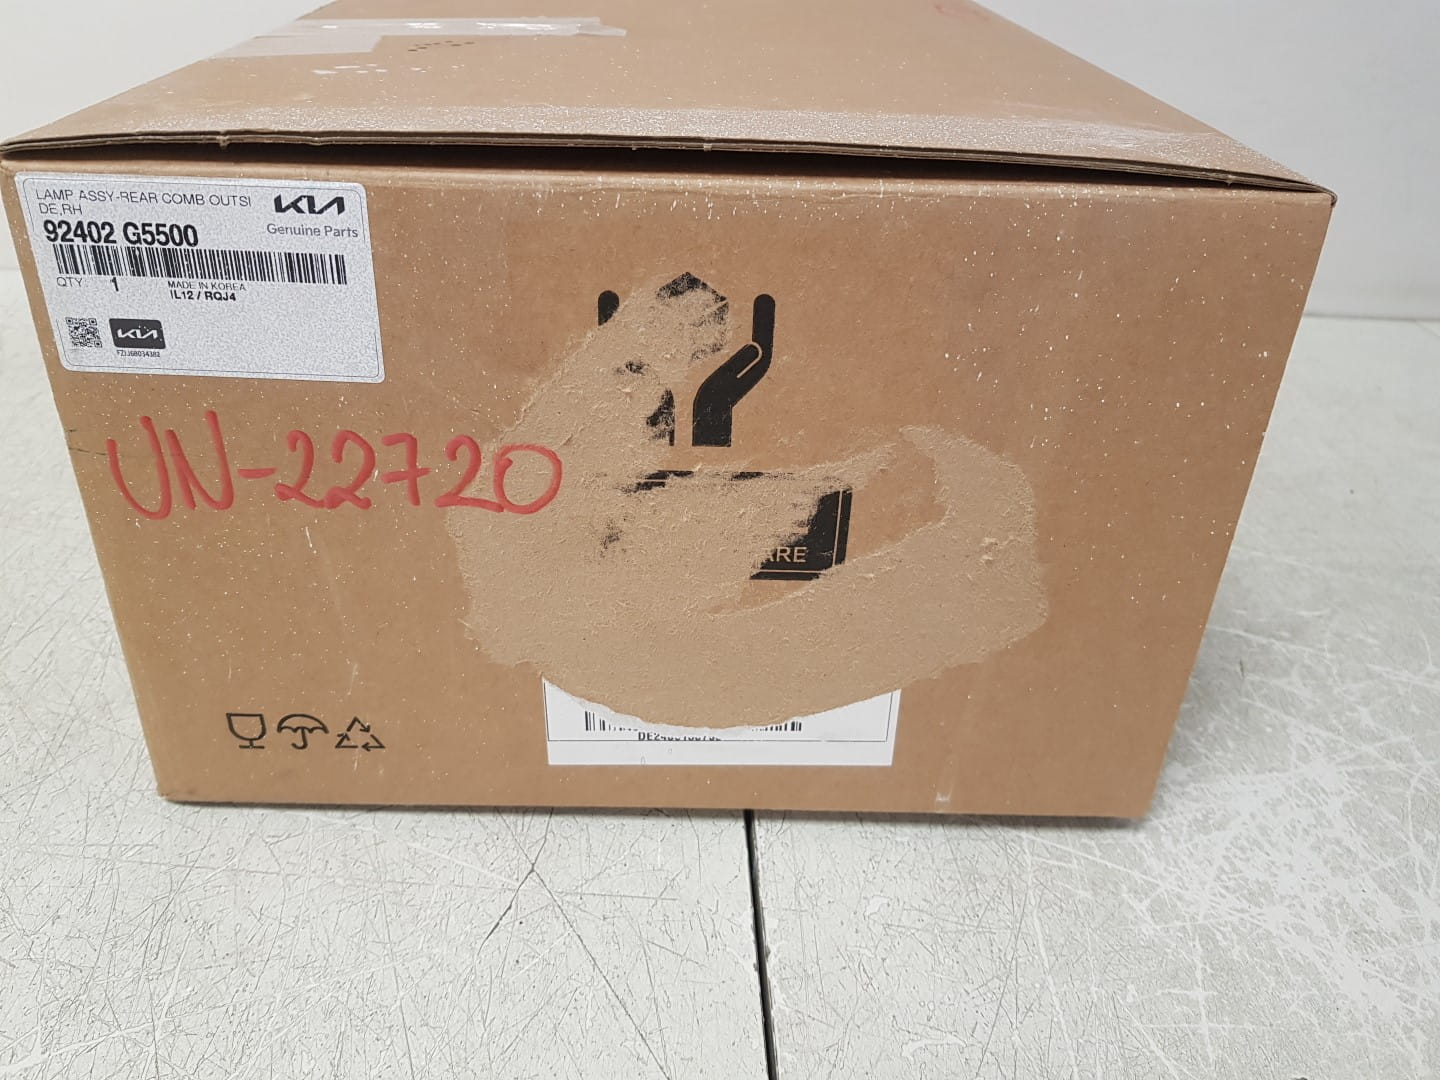 LAMP ASSY-REAR COMB OUTSI
DE,RH
KIA
Genuine Parts
92402 G5500
QTY: 1
MADE IN KOREA
IL12 / RQJ4
KIA
UN-22720
ARE